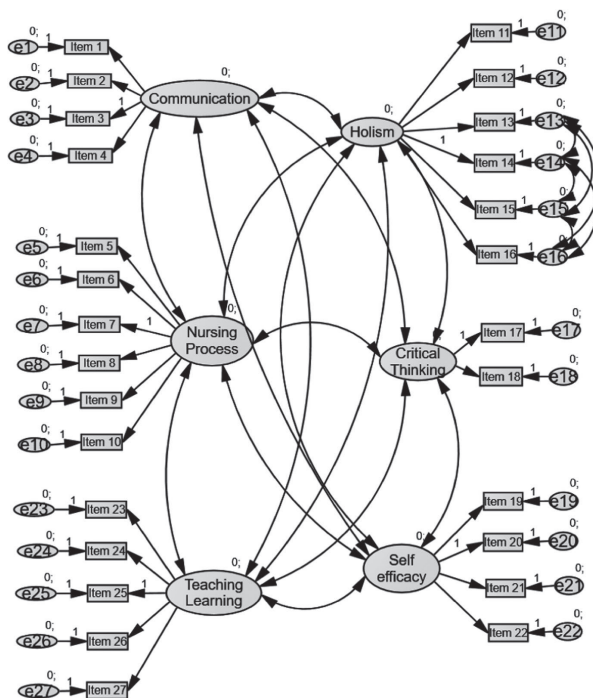 0;
e1
1
Item 1
0;
e2
1
Item 2
0;
e3
1
Item 3
1
0;
e4
1
Item 4
0;
Communication
0;
Holism
Item 11
1
0;
e11
Item 12
1
0;
e12
Item 13
1
0;
e13
1
Item 14
1
0;
e14
Item 15
1
0;
e15
Item 16
1
0;
e16
0;
e5
1
Item 5
0;
e6
1
Item 6
0;
e7
1
Item 7
1
0;
e8
1
Item 8
0;
e9
1
Item 9
0;
e10
1
Item 10
0;
Nursing
Process
Critical
Thinking
1
Item 17
1
0;
e17
Item 18
1
0;
e18
0;
e23
1
Item 23
0;
e24
1
Item 24
0;
e25
1
Item 25
1
0;
e26
1
Item 26
0;
e27
1
Item 27
0;
Teaching
Learning
0;
Self
efficacy
Item 19
1
0;
e19
1
Item 20
1
0;
e20
Item 21
1
0;
e21
Item 22
1
0;
e22